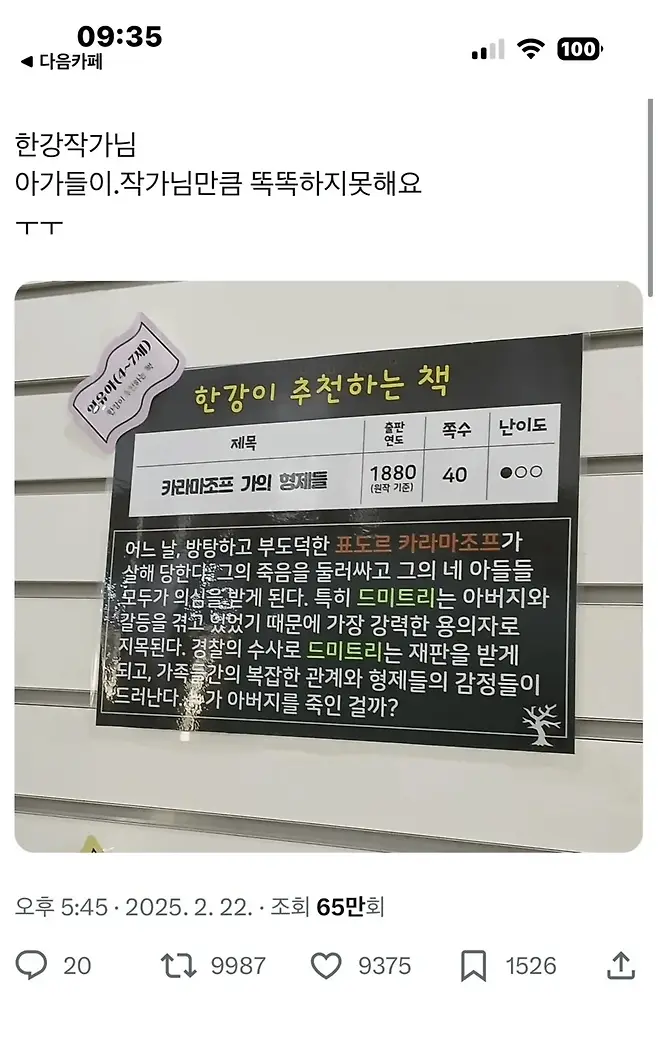 09:35
◀ 다음카페
100
한강작가님
아가들이.작가님만큼 똑똑하지못해요
ㅜㅜ
영유아(4~7세)
한강이 추천하는 책
한강이 추천하는 책
제목 출판연도 쪽수 난이도
카라마조프 가의 형제들 1880 (원작 기준) 40 ●○○
어느 날, 방탕하고 부도덕한 표도르 카라마조프가
살해 당한다. 그의 죽음을 둘러싸고 그의 네 아들들
모두가 의심을 받게 된다. 특히 드미트리는 아버지와
갈등을 겪고 있었기 때문에 가장 강력한 용의자로
지목된다. 경찰의 수사로 드미트리는 재판을 받게
되고, 가족들간의 복잡한 관계와 형제들의 감정들이
드러난다. 누가 아버지를 죽인 걸까?
오후 5:45 · 2025. 2. 22. · 조회 65만회
20 9987 9375 1526